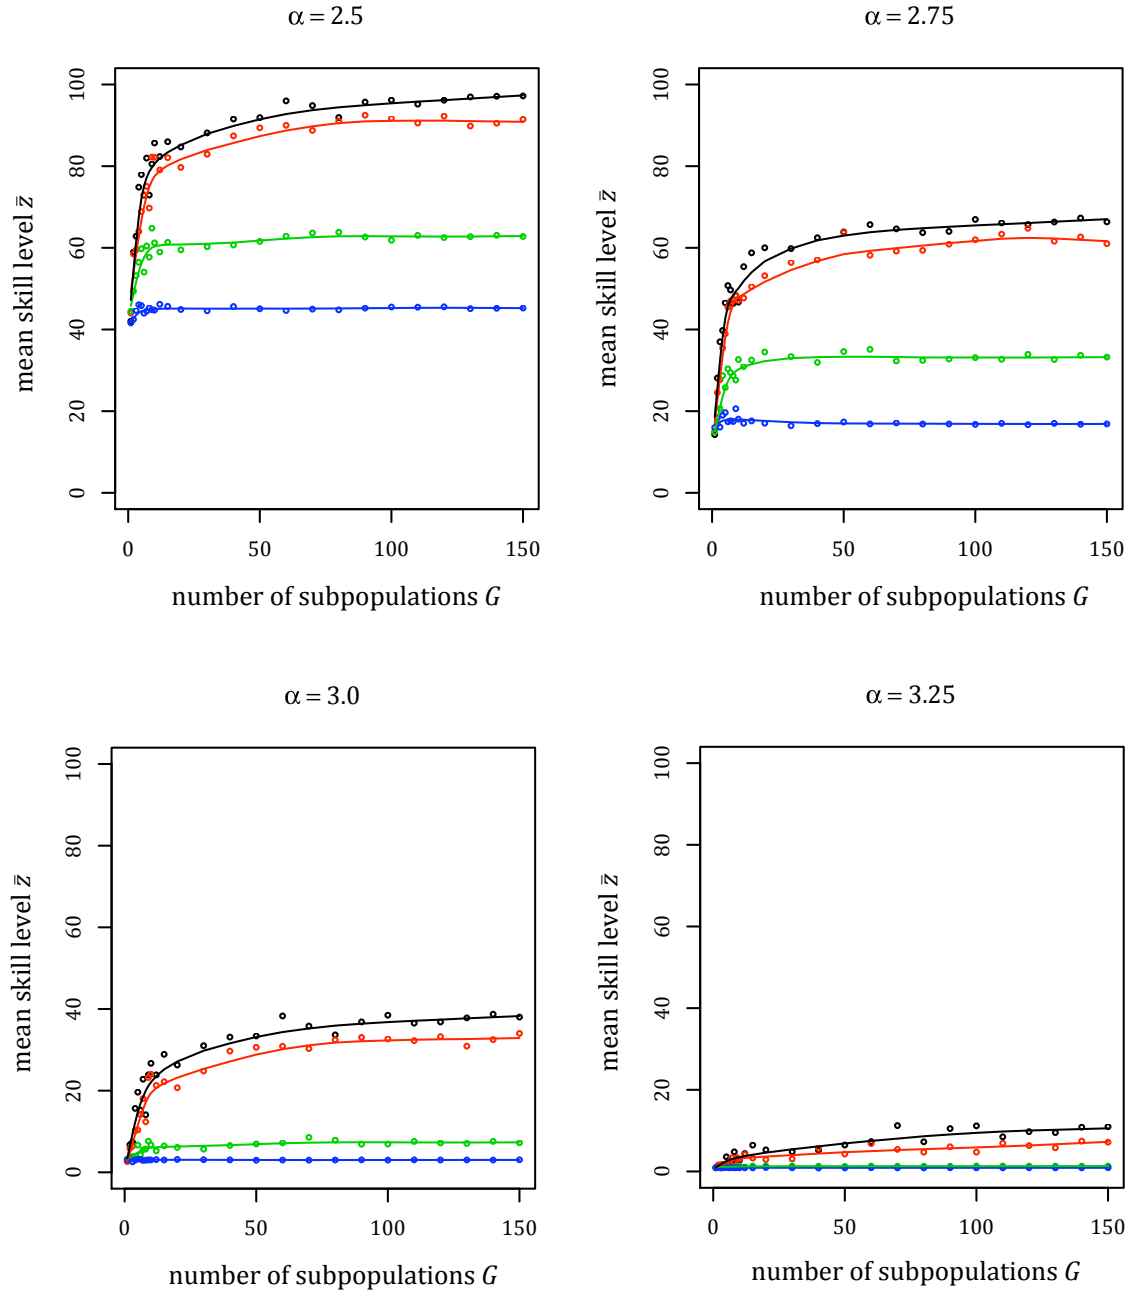 α = 2.5
mean skill level z̄
0 20 40 60 80 100
0 50 100 150
number of subpopulations G
α = 2.75
mean skill level z̄
0 20 40 60 80 100
0 50 100 150
number of subpopulations G
α = 3.0
mean skill level z̄
0 20 40 60 80 100
0 50 100 150
number of subpopulations G
α = 3.25
mean skill level z̄
0 20 40 60 80 100
0 50 100 150
number of subpopulations G